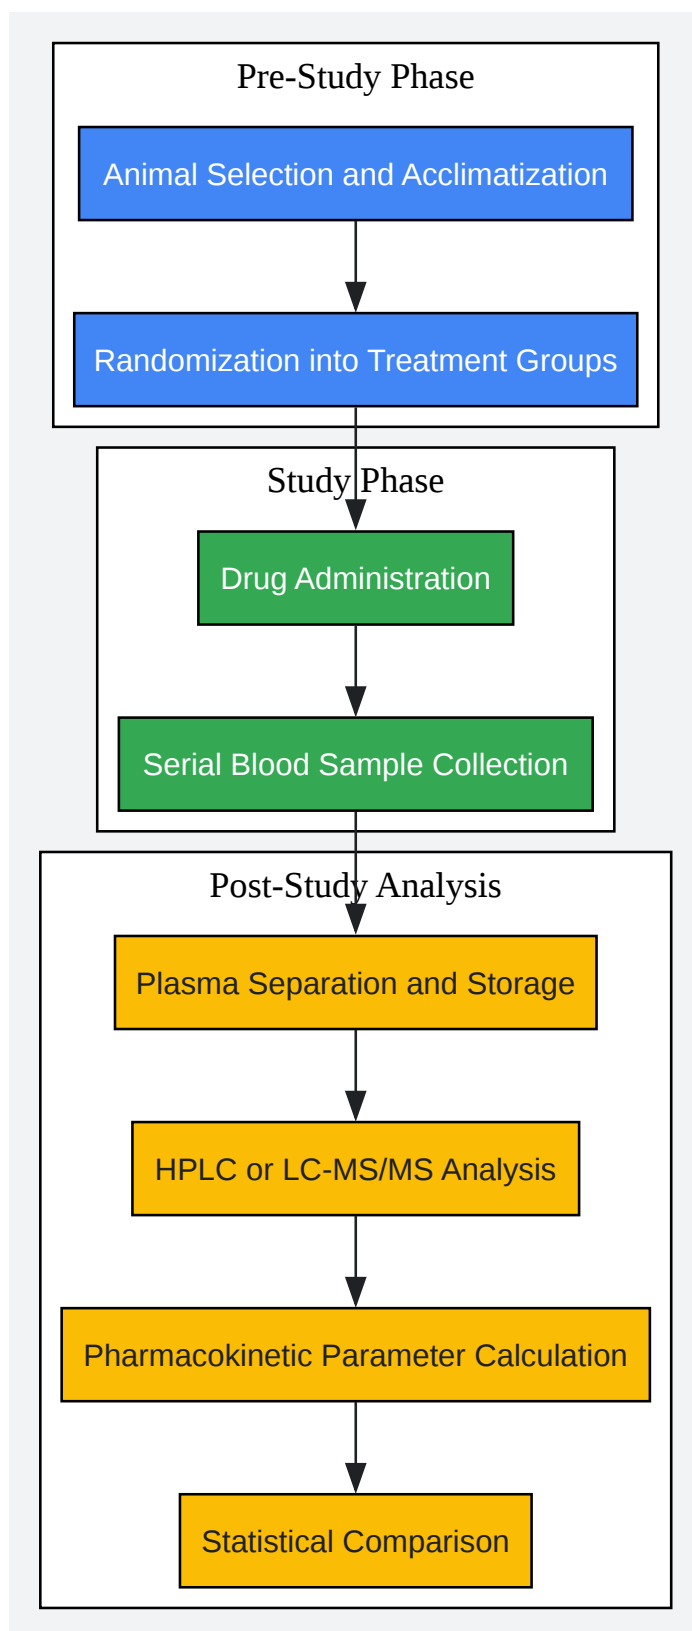 Pre-Study Phase
Animal Selection and Acclimatization
Randomization into Treatment Groups
Study Phase
Drug Administration
Serial Blood Sample Collection
Post-Study Analysis
Plasma Separation and Storage
HPLC or LC-MS/MS Analysis
Pharmacokinetic Parameter Calculation
Statistical Comparison